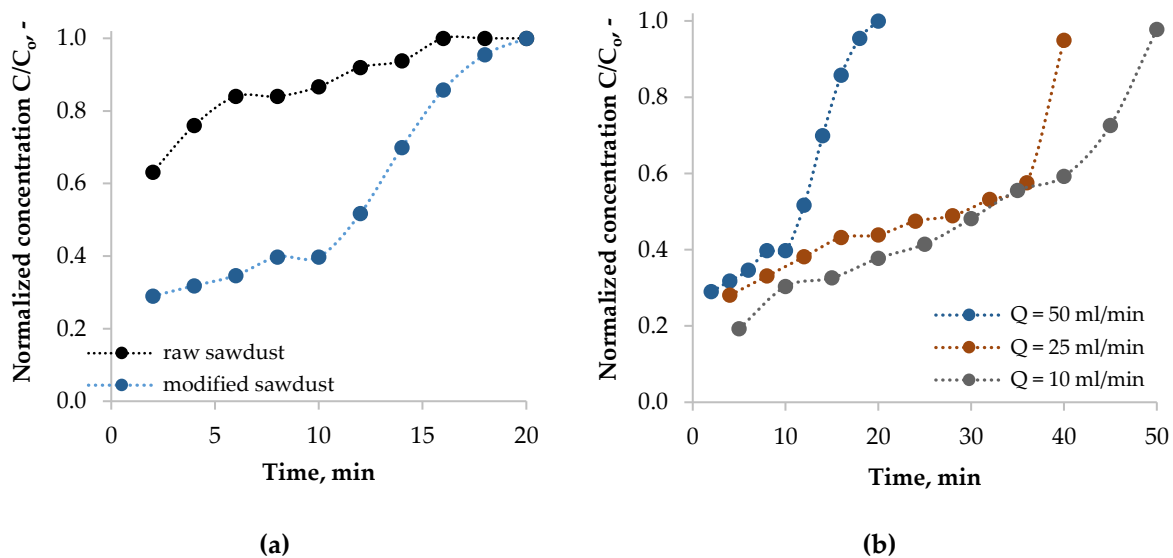 Normalized concentration C/Cₒ, -
1.0
0.8
0.6
0.4
0.2
0.0
raw sawdust
modified sawdust
0 5 10 15 20
Time, min
(a)
Normalized concentration C/Cₒ, -
1.0
0.8
0.6
0.4
0.2
0.0
Q = 50 ml/min
Q = 25 ml/min
Q = 10 ml/min
0 10 20 30 40 50
Time, min
(b)